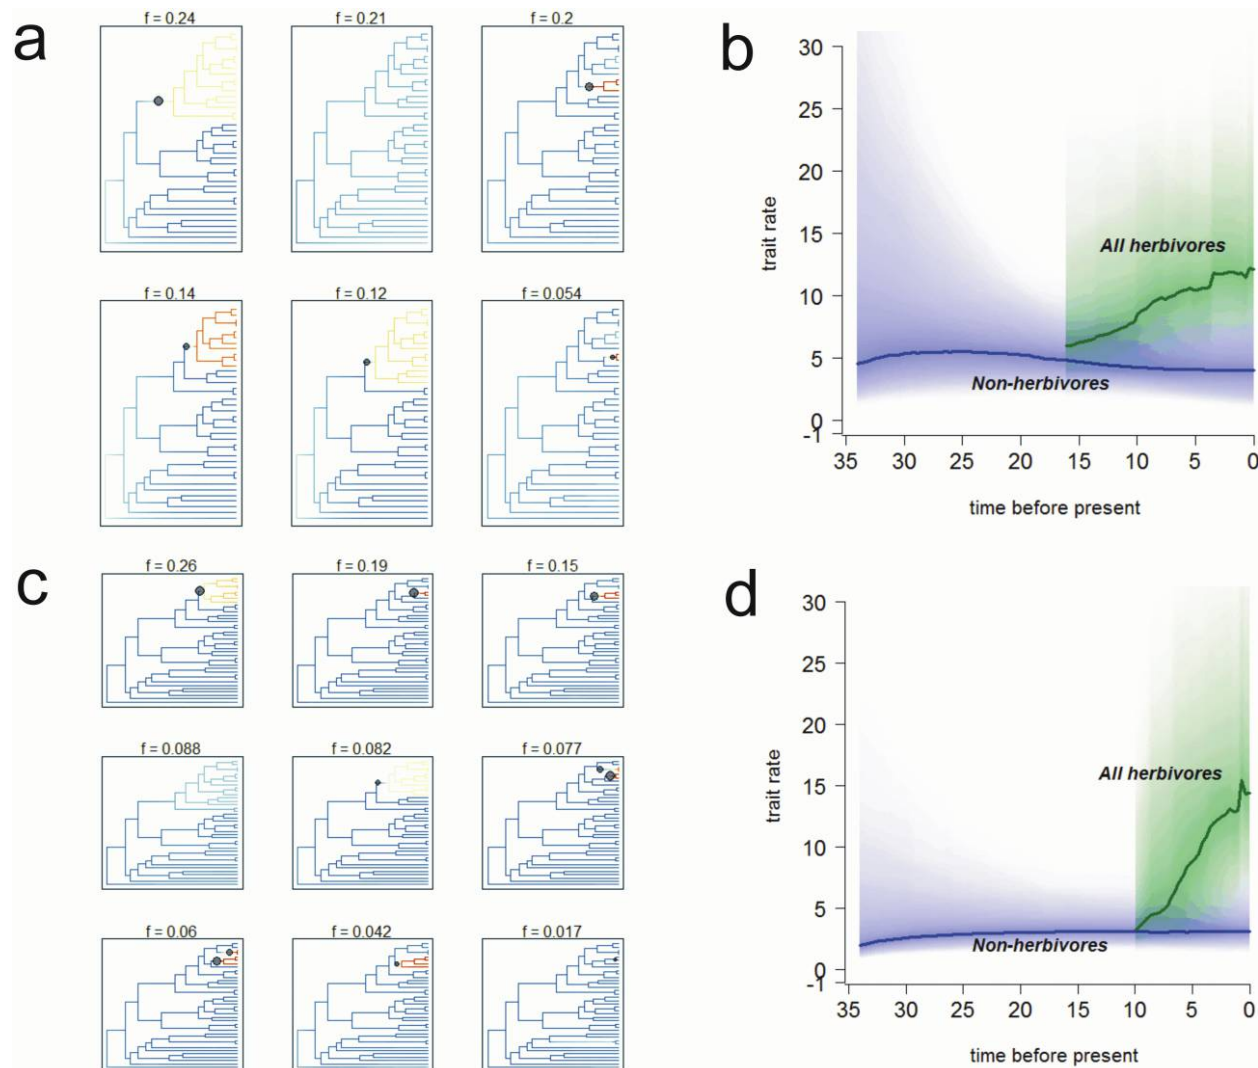 a
f = 0.24
f = 0.21
f = 0.2
f = 0.14
f = 0.12
f = 0.054
b
30
25
20
15
10
5
0
-1
trait rate
All herbivores
Non-herbivores
35 30 25 20 15 10 5 0
time before present
c
f = 0.26
f = 0.19
f = 0.15
f = 0.088
f = 0.082
f = 0.077
f = 0.06
f = 0.042
f = 0.017
d
30
25
20
15
10
5
0
-1
trait rate
All herbivores
Non-herbivores
35 30 25 20 15 10 5 0
time before present